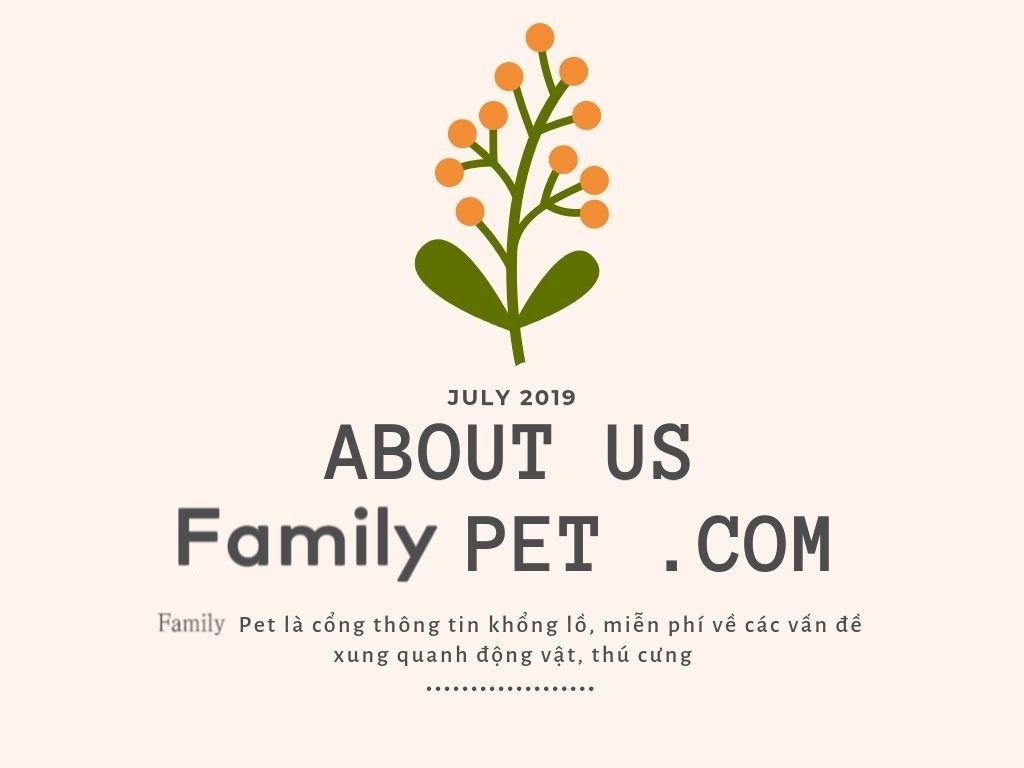 JULY 2019
ABOUT US
Family PET .COM
Family Pet là cổng thông tin khổng lồ, miễn phí về các vấn đề
xung quanh động vật, thú cưng